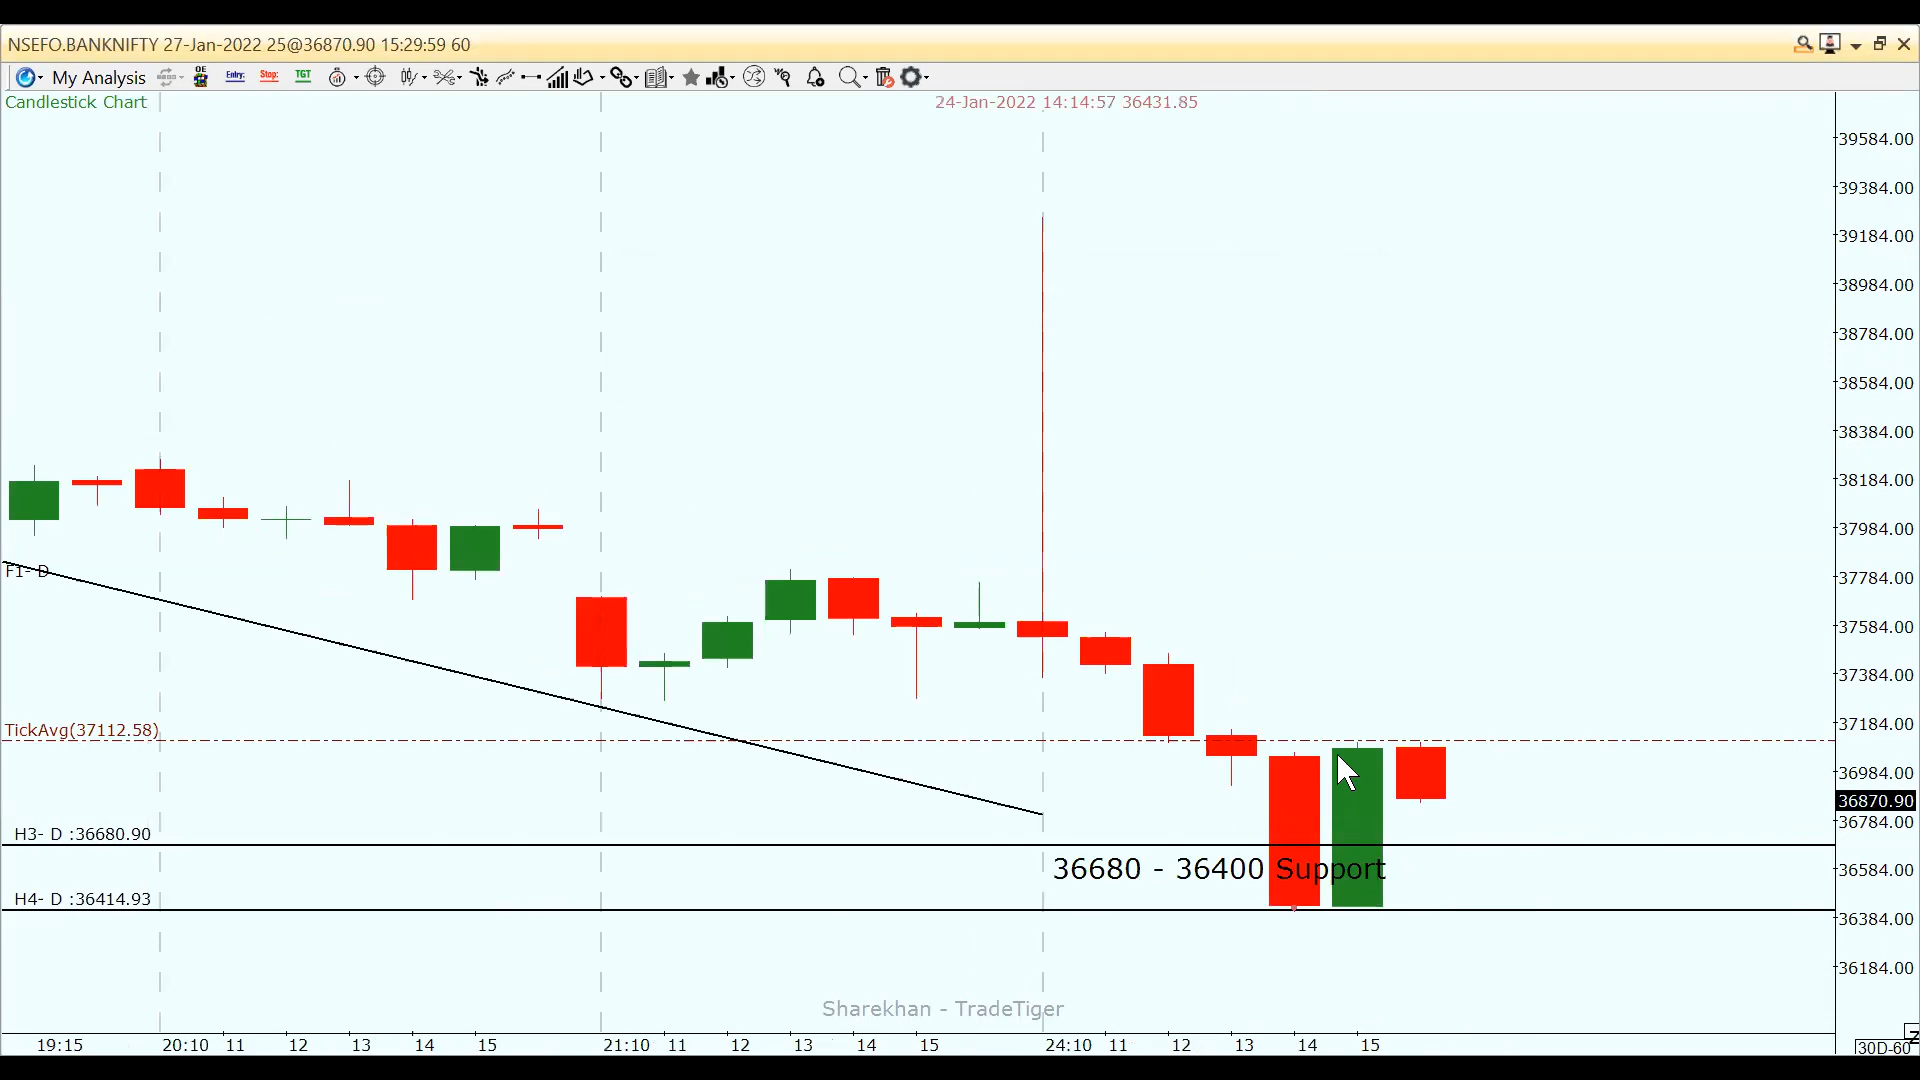 NSEFO.BANKNIFTY 27-Jan-2022 25@36870.90 15:29:59 60
My Analysis
OE
Entry:
Stop:
TGT
Candlestick Chart
24-Jan-2022 14:14:57 36431.85
39584.00
39384.00
39184.00
38984.00
38784.00
38584.00
38384.00
38184.00
37984.00
F1- D
37784.00
37584.00
37384.00
TickAvg(37112.58)
37184.00
36984.00
36870.90
36784.00
H3- D :36680.90
36680 - 36400 Support
36584.00
H4- D :36414.93
36384.00
36184.00
Sharekhan - TradeTiger
19:15 20:10 11 12 13 14 15 21:10 11 12 13 14 15 24:10 11 12 13 14 15
30D-60
Z